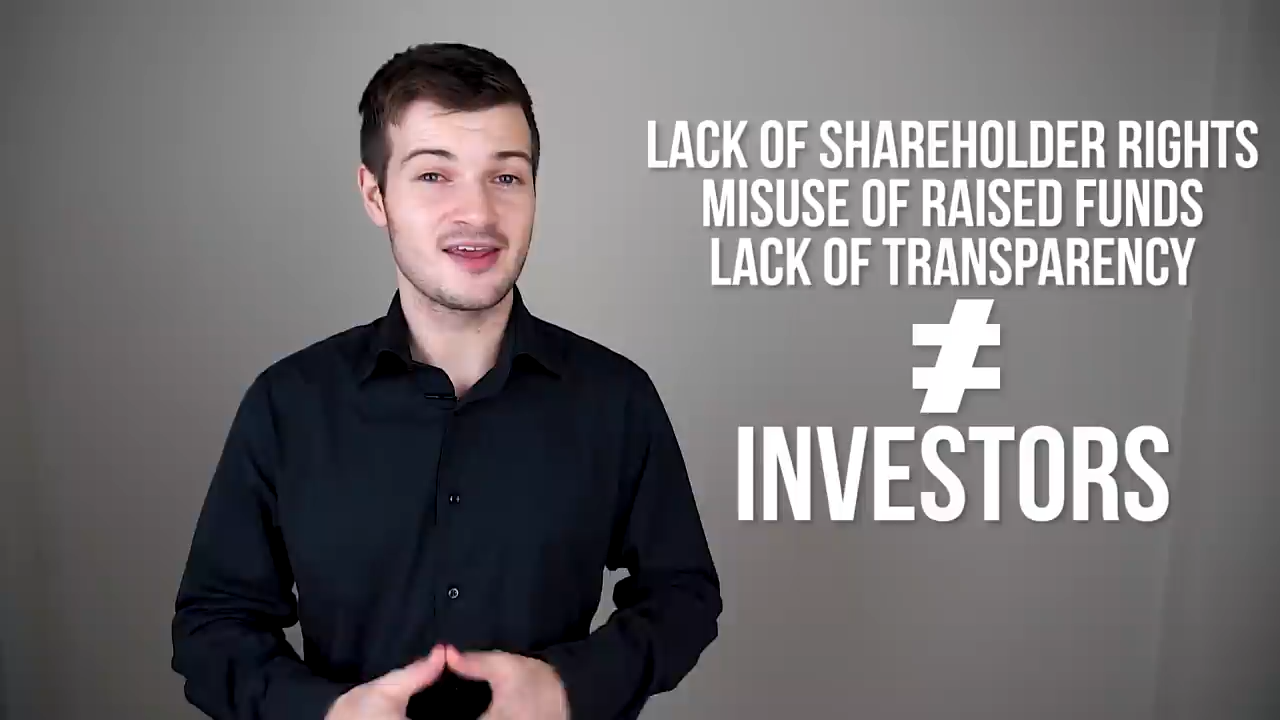 LACK OF SHAREHOLDER RIGHTS
MISUSE OF RAISED FUNDS
LACK OF TRANSPARENCY
≠
INVESTORS